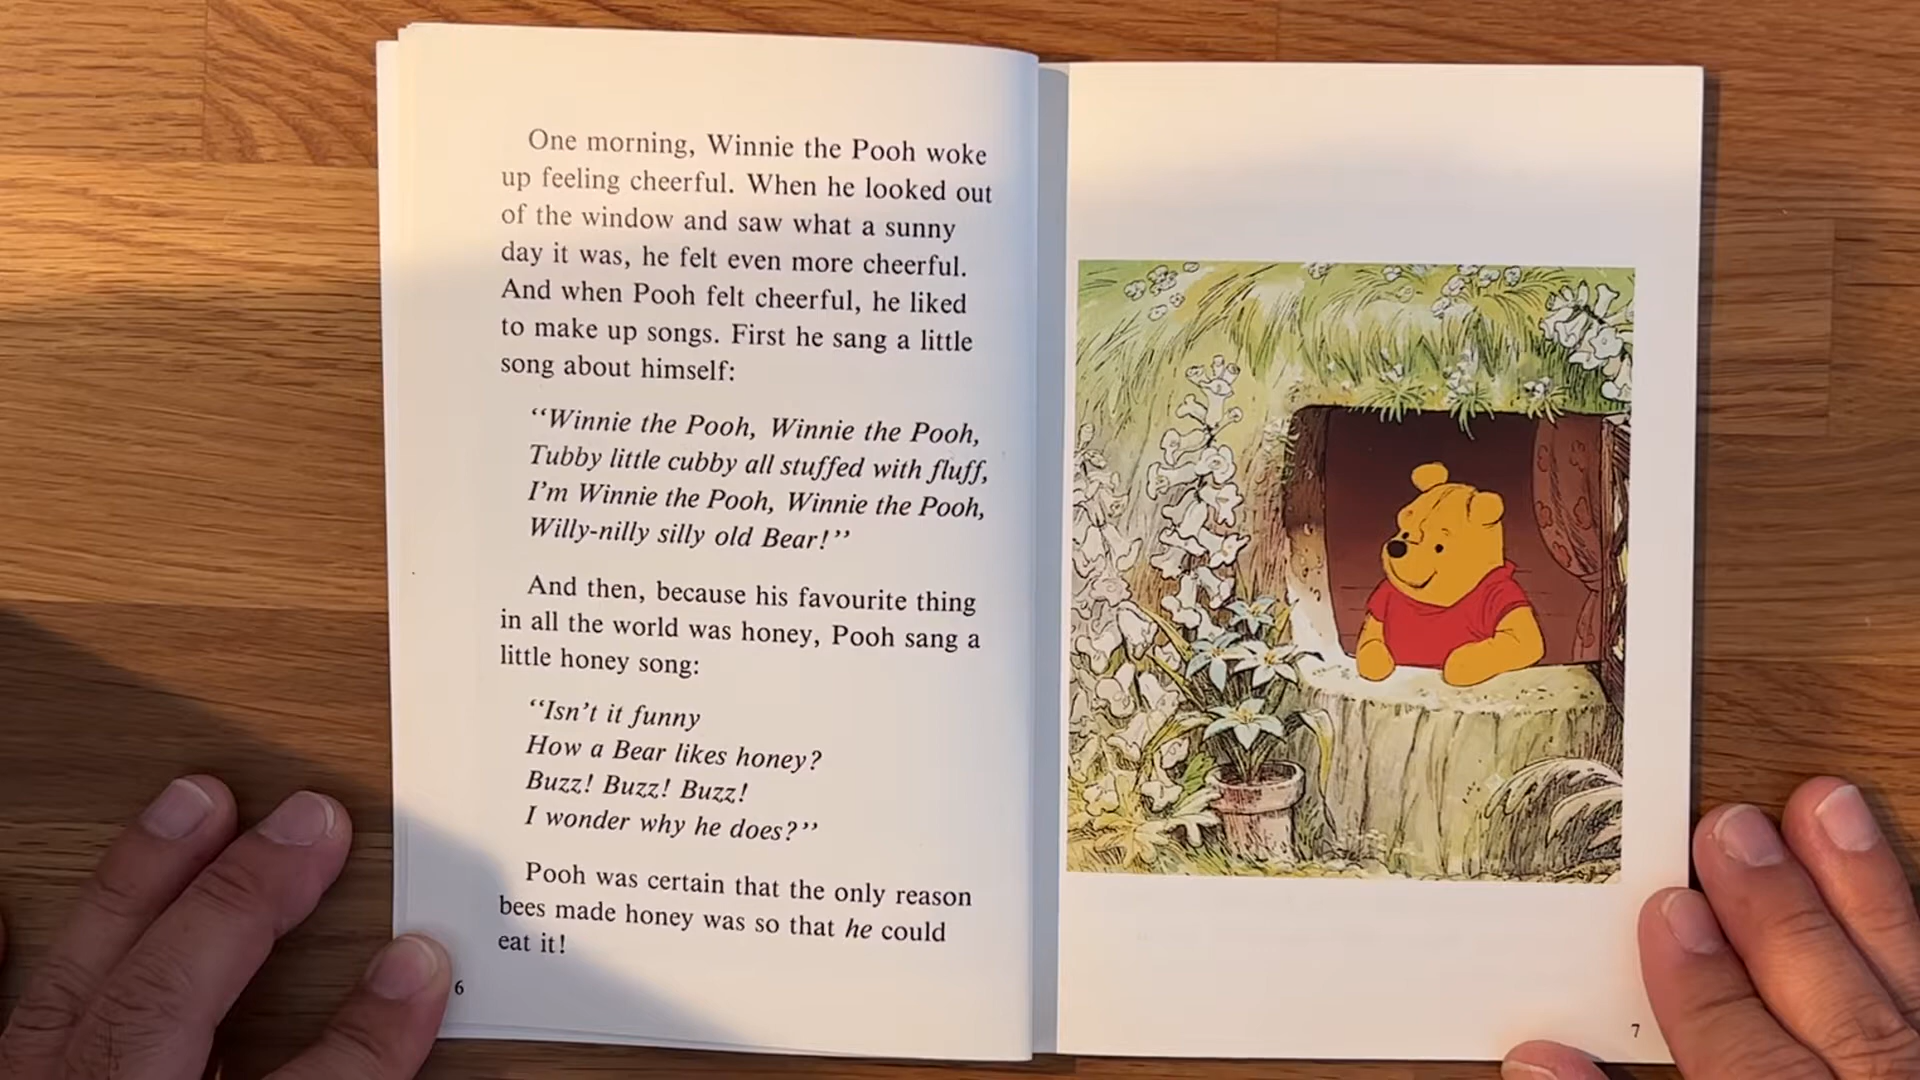 One morning, Winnie the Pooh woke
up feeling cheerful. When he looked out
of the window and saw what a sunny
day it was, he felt even more cheerful.
And when Pooh felt cheerful, he liked
to make up songs. First he sang a little
song about himself:
“Winnie the Pooh, Winnie the Pooh,
Tubby little cubby all stuffed with fluff,
I’m Winnie the Pooh, Winnie the Pooh,
Willy-nilly silly old Bear!”
And then, because his favourite thing
in all the world was honey, Pooh sang a
little honey song:
“Isn’t it funny
How a Bear likes honey?
Buzz! Buzz! Buzz!
I wonder why he does?”
Pooh was certain that the only reason
bees made honey was so that he could
eat it!
6
7